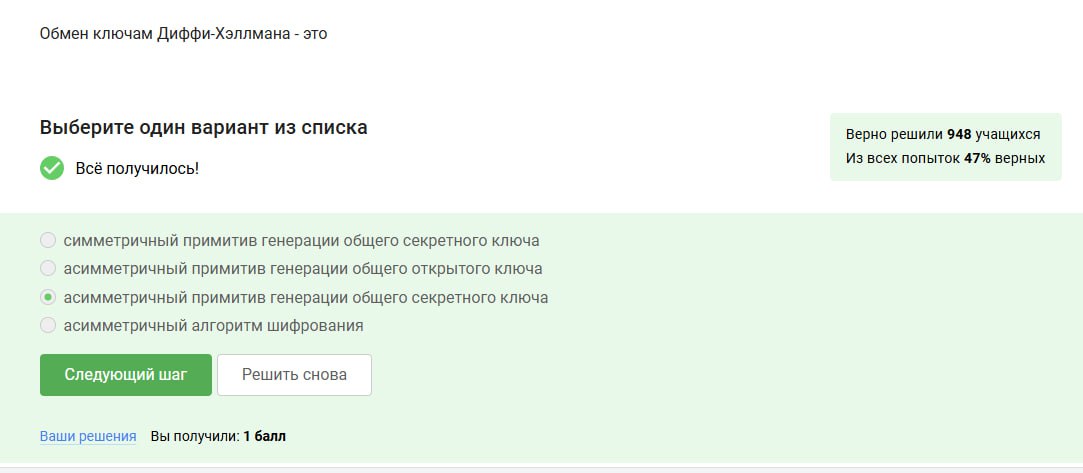 Обмен ключам Диффи-Хэллмана - это
Выберите один вариант из списка
Всё получилось!
Верно решили 948 учащихся
Из всех попыток 47% верных
симметричный примитив генерации общего секретного ключа
асимметричный примитив генерации общего открытого ключа
асимметричный примитив генерации общего секретного ключа
асимметричный алгоритм шифрования
Следующий шаг
Решить снова
Ваши решения Вы получили: 1 балл